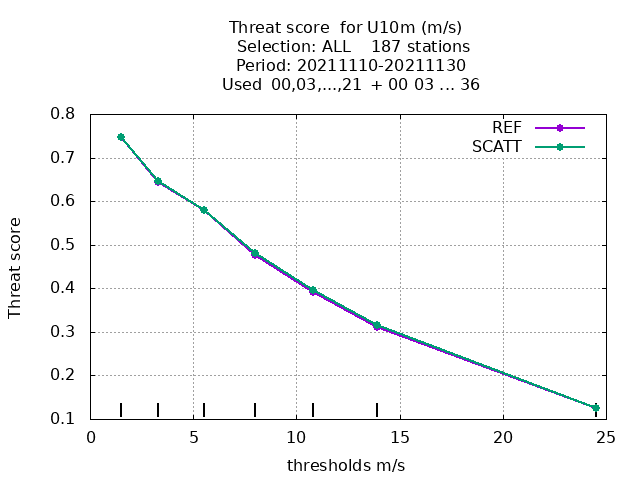 Threat score for U10m (m/s)
Selection: ALL 187 stations
Period: 20211110-20211130
Used 00,03,...,21 + 00 03 ... 36
REF
SCATT
Threat score
0.8
0.7
0.6
0.5
0.4
0.3
0.2
0.1
0 5 10 15 20 25
thresholds m/s